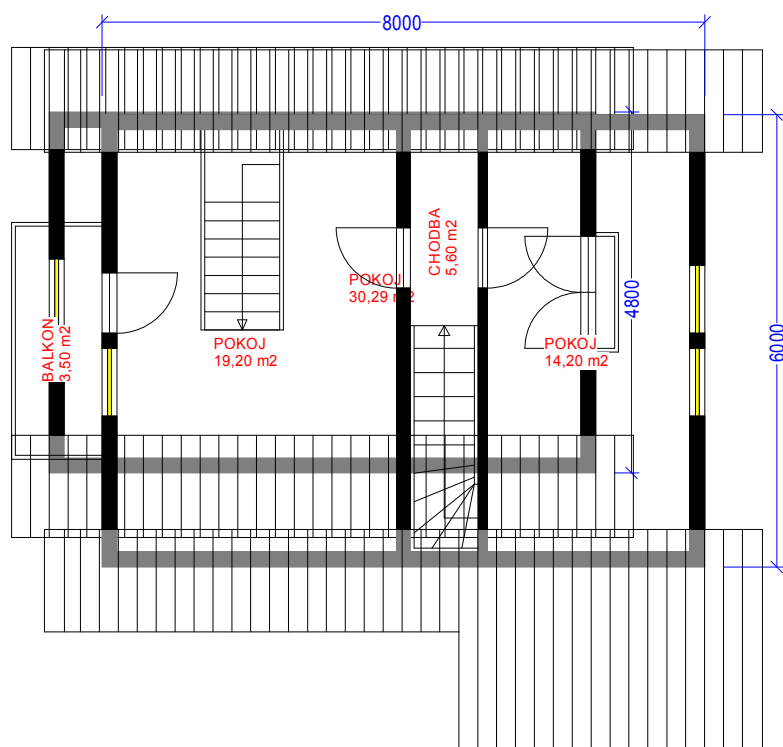 8000
CHODBA
5,60 m2
POKOJ
30,29 m2
4800
6000
BALKON
3,50 m2
POKOJ
19,20 m2
POKOJ
14,20 m2